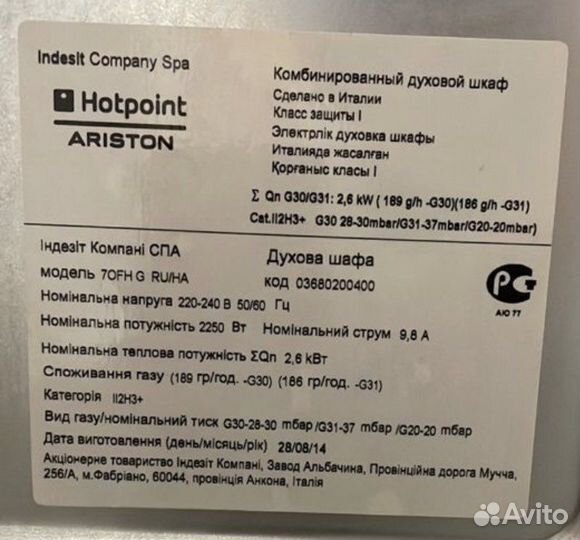 Indesit Company Spa
Hotpoint
ARISTON
Комбинированный духовой шкаф
Сделано в Италии
Класс защиты I
Электрлік духовка шкафы
Италияда жасалған
Қорғаныс класы I
Σ Qn G30/G31: 2,6 kW ( 189 g/h -G30)(186 g/h -G31)
Cat.II2H3+ G30 28-30mbar/G31-37mbar/G20-20mbar)
Індезіт Компані СПА
Духова шафа
модель 7OFH G RU/HA
код 03680200400
Номінальна напруга 220-240 В 50/60 Гц
Номінальна потужність 2250 Вт Номінальний струм 9,8 А
Номінальна теплова потужність ΣQn 2,6 кВт
Споживання газу (189 гр/год. -G30) (186 гр/год. -G31)
Категорія II2H3+
Вид газу/номінальний тиск G30-28-30 mбар/G31-37 mбар /G20-20 mбар
Дата виготовлення (день/місяць/рік) 28/08/14
Акціонерне товариство Індезіт Компані, Завод Альбачина, Провінційна дорога Мучча,
256/А, м.Фабріано, 60044, провінція Анкона, Італія
РС
АЮ 77
Avito